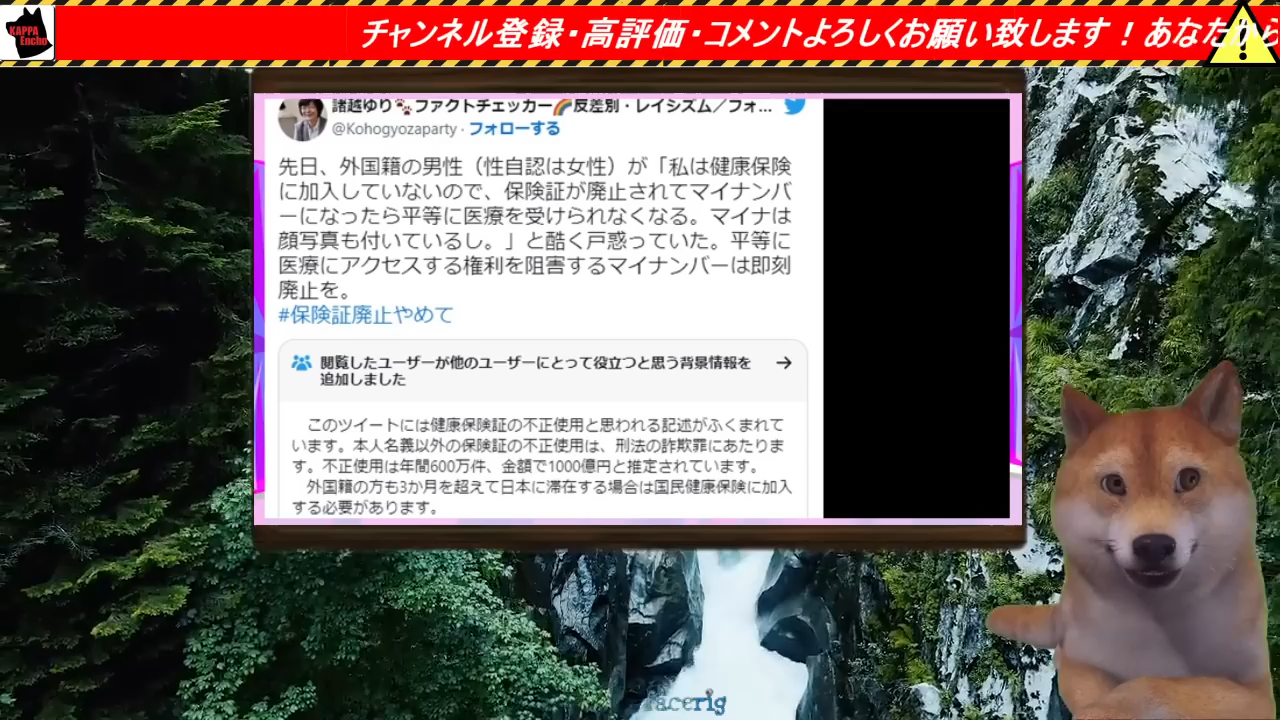 KAPPA
Encho
チャンネル登録・高評価・コメントよろしくお願い致します！あなたから
諸越ゆり🐾ファクトチェッカー🌈反差別・レイシズム／フォ...
@Kohogyozaparty · フォローする
先日、外国籍の男性（性自認は女性）が「私は健康保険
に加入していないので、保険証が廃止されてマイナンバ
ーになったら平等に医療を受けられなくなる。マイナは
顔写真も付いているし。」と酷く戸惑っていた。平等に
医療にアクセスする権利を阻害するマイナンバーは即刻
廃止を。
#保険証廃止やめて
閲覧したユーザーが他のユーザーにとって役立つと思う背景情報を
追加しました
このツイートには健康保険証の不正使用と思われる記述がふくまれて
います。本人名義以外の保険証の不正使用は、刑法の詐欺罪にあたりま
す。不正使用は年間600万件、金額で1000億円と推定されています。
外国籍の方も3か月を超えて日本に滞在する場合は国民健康保険に加入
する必要があります。
facerig